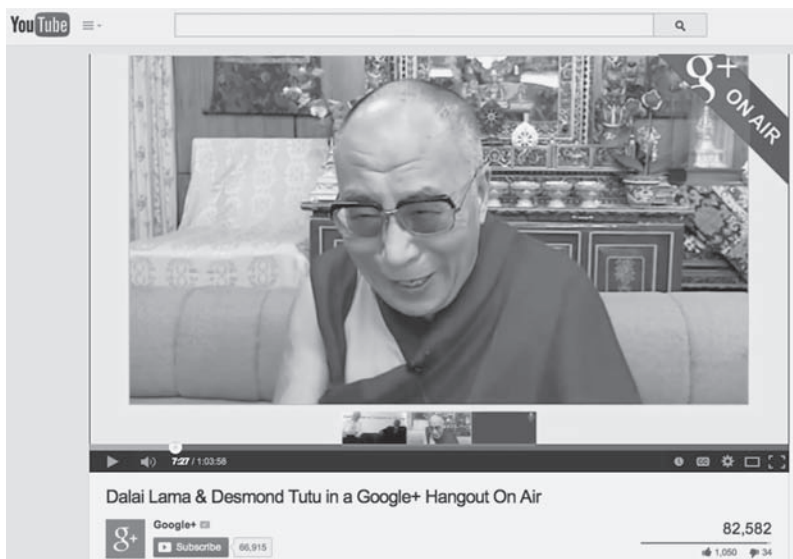 YouTube
g+ ON AIR
7:27 / 1:03:58
CC
Dalai Lama & Desmond Tutu in a Google+ Hangout On Air
g+
Google+
Subscribe 66,915
82,582
1,050 34